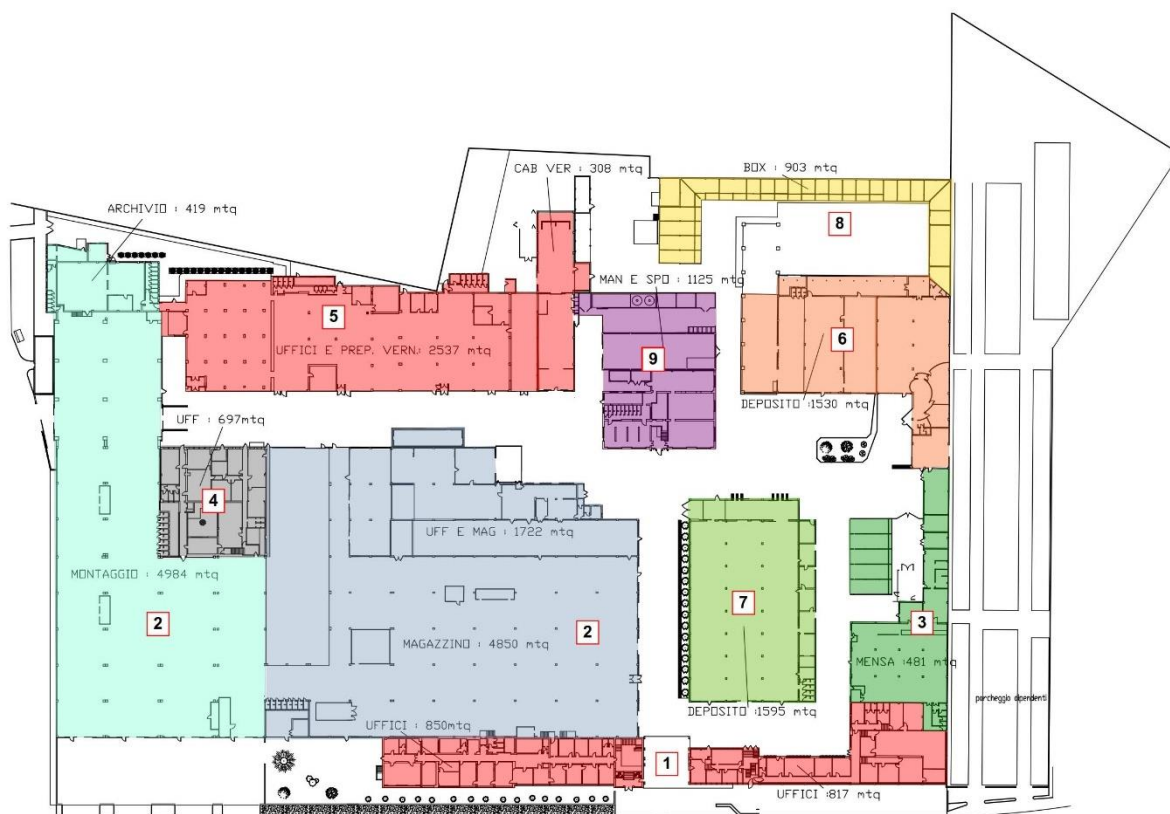 CAB VER : 308 mtq
BOX : 903 mtq
ARCHIVIO : 419 mtq
8
MAN E SPO : 1125 mtq
5
6
UFFICI E PREP. VERN: 2537 mtq
9
DEPOSITO :1530 mtq
UFF : 697mtq
4
UFF E MAG : 1722 mtq
MONTAGGIO : 4984 mtq
7
2
2
3
MAGAZZINO : 4850 mtq
MENSA :481 mtq
parcheggio dipendenti
DEPOSITO :1595 mtq
UFFICI : 850mtq
1
UFFICI :817 mtq